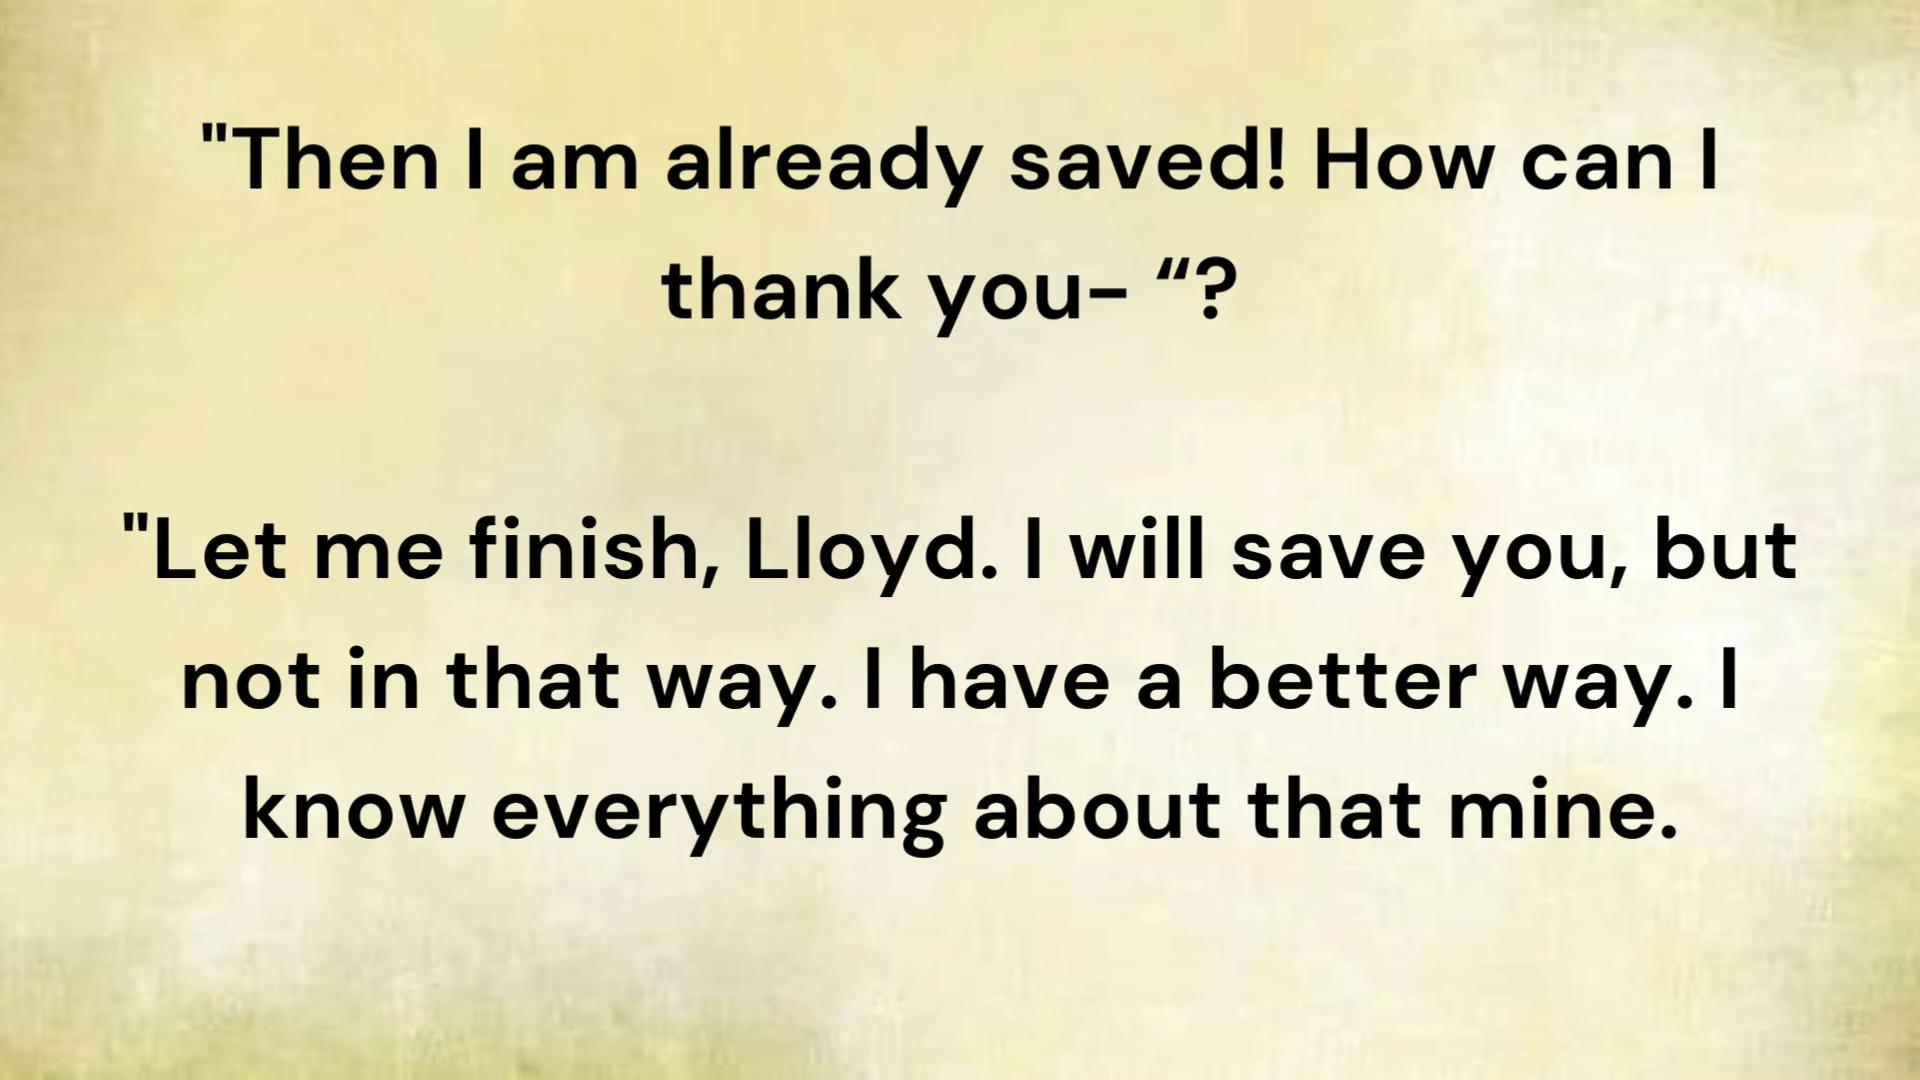 "Then I am already saved! How can I
thank you– “?
"Let me finish, Lloyd. I will save you, but
not in that way. I have a better way. I
know everything about that mine.